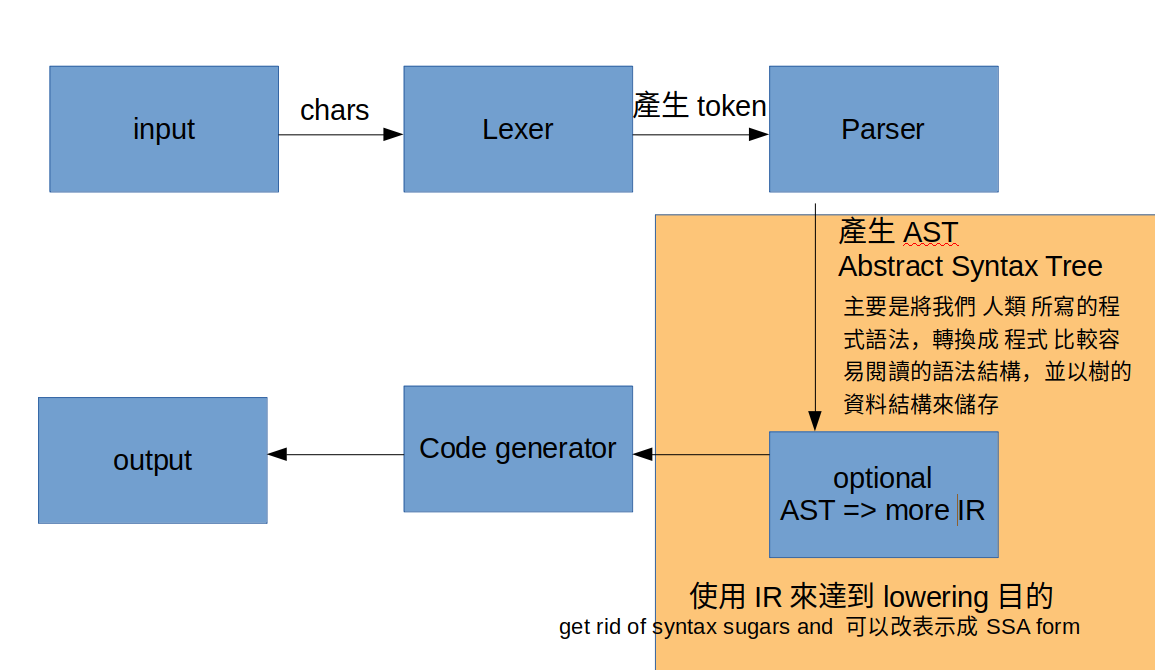 input
chars
Lexer
產生 token
Parser
產生 AST
Abstract Syntax Tree
主要是將我們 人類 所寫的程
式語法，轉換成 程式 比較容
易閱讀的語法結構，並以樹的
資料結構來儲存
output
Code generator
optional
AST => more IR
使用 IR 來達到 lowering 目的
get rid of syntax sugars and 可以改表示成 SSA form